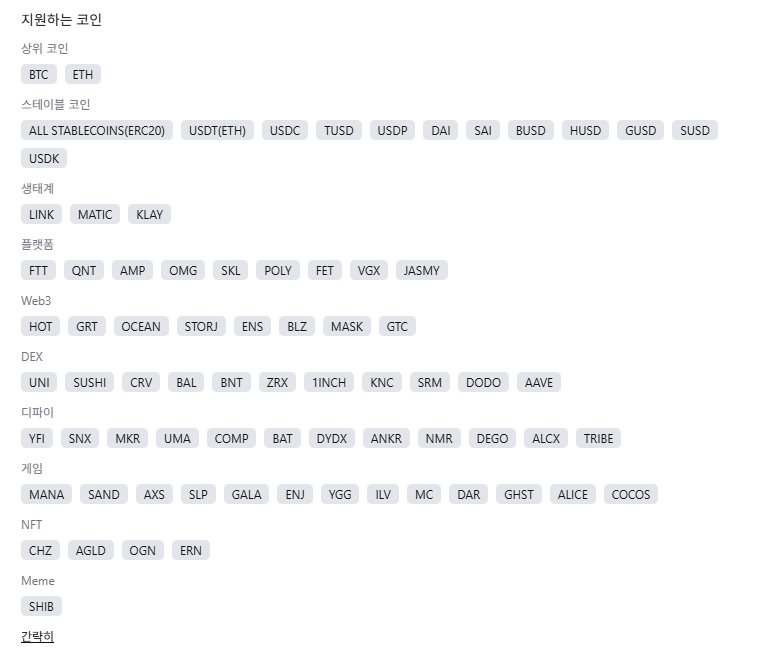 지원하는 코인
상위 코인
BTC ETH
스테이블 코인
ALL STABLECOINS(ERC20) USDT(ETH) USDC TUSD USDP DAI SAI BUSD HUSD GUSD SUSD
USDK
생태계
LINK MATIC KLAY
플랫폼
FTT QNT AMP OMG SKL POLY FET VGX JASMY
Web3
HOT GRT OCEAN STORJ ENS BLZ MASK GTC
DEX
UNI SUSHI CRV BAL BNT ZRX 1INCH KNC SRM DODO AAVE
디파이
YFI SNX MKR UMA COMP BAT DYDX ANKR NMR DEGO ALCX TRIBE
게임
MANA SAND AXS SLP GALA ENJ YGG ILV MC DAR GHST ALICE COCOS
NFT
CHZ AGLD OGN ERN
Meme
SHIB
간략히